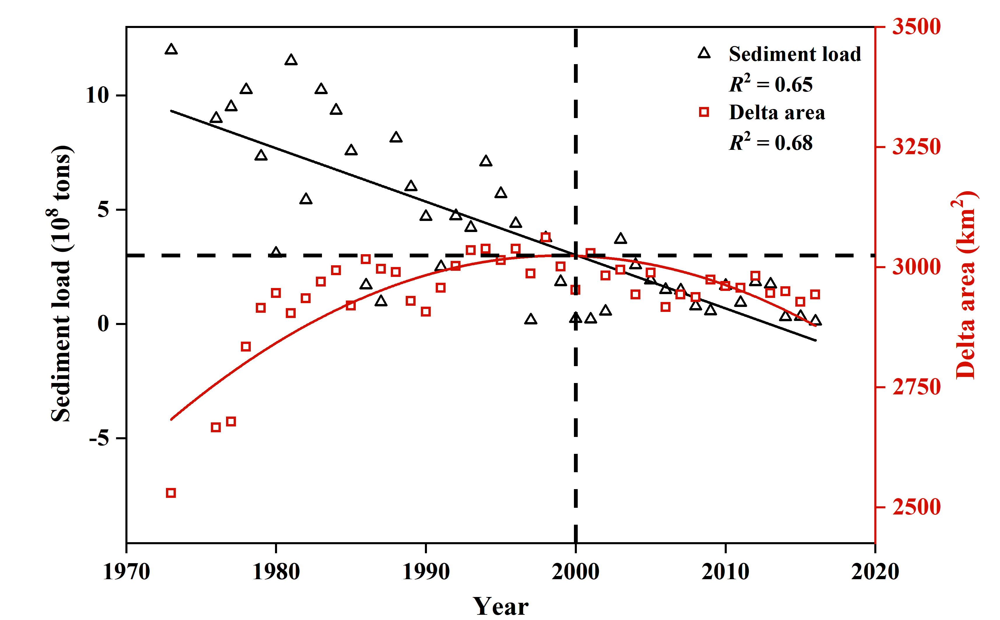 Sediment load
R² = 0.65
Delta area
R² = 0.68
Sediment load (10⁸ tons)
10
5
0
-5
3500
3250
3000
2750
2500
Delta area (km²)
1970 1980 1990 2000 2010 2020
Year